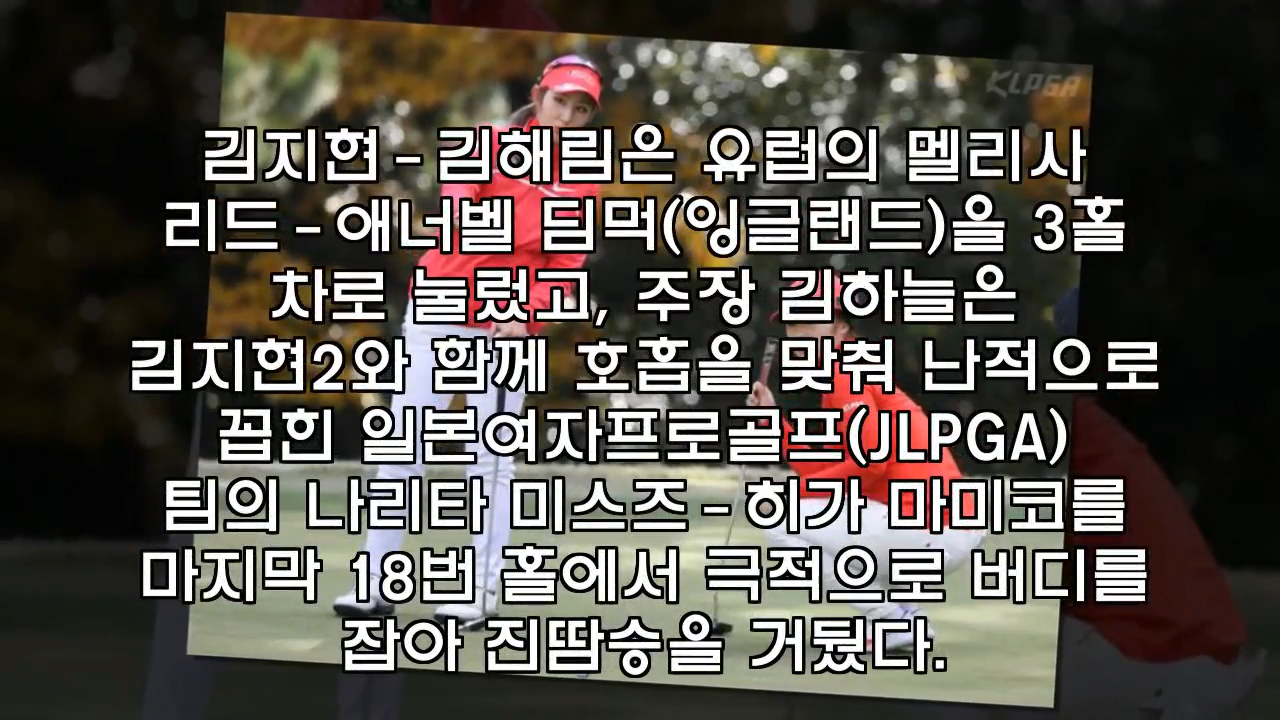 KLPGA
김지현-김해림은 유럽의 멜리사
리드-애너벨 딤먹(잉글랜드)을 3홀
차로 눌렀고, 주장 김하늘은
김지현2와 함께 호흡을 맞춰 난적으로
꼽힌 일본여자프로골프(JLPGA)
팀의 나리타 미스즈-히가 마미코를
마지막 18번 홀에서 극적으로 버디를
잡아 진땀승을 거뒀다.